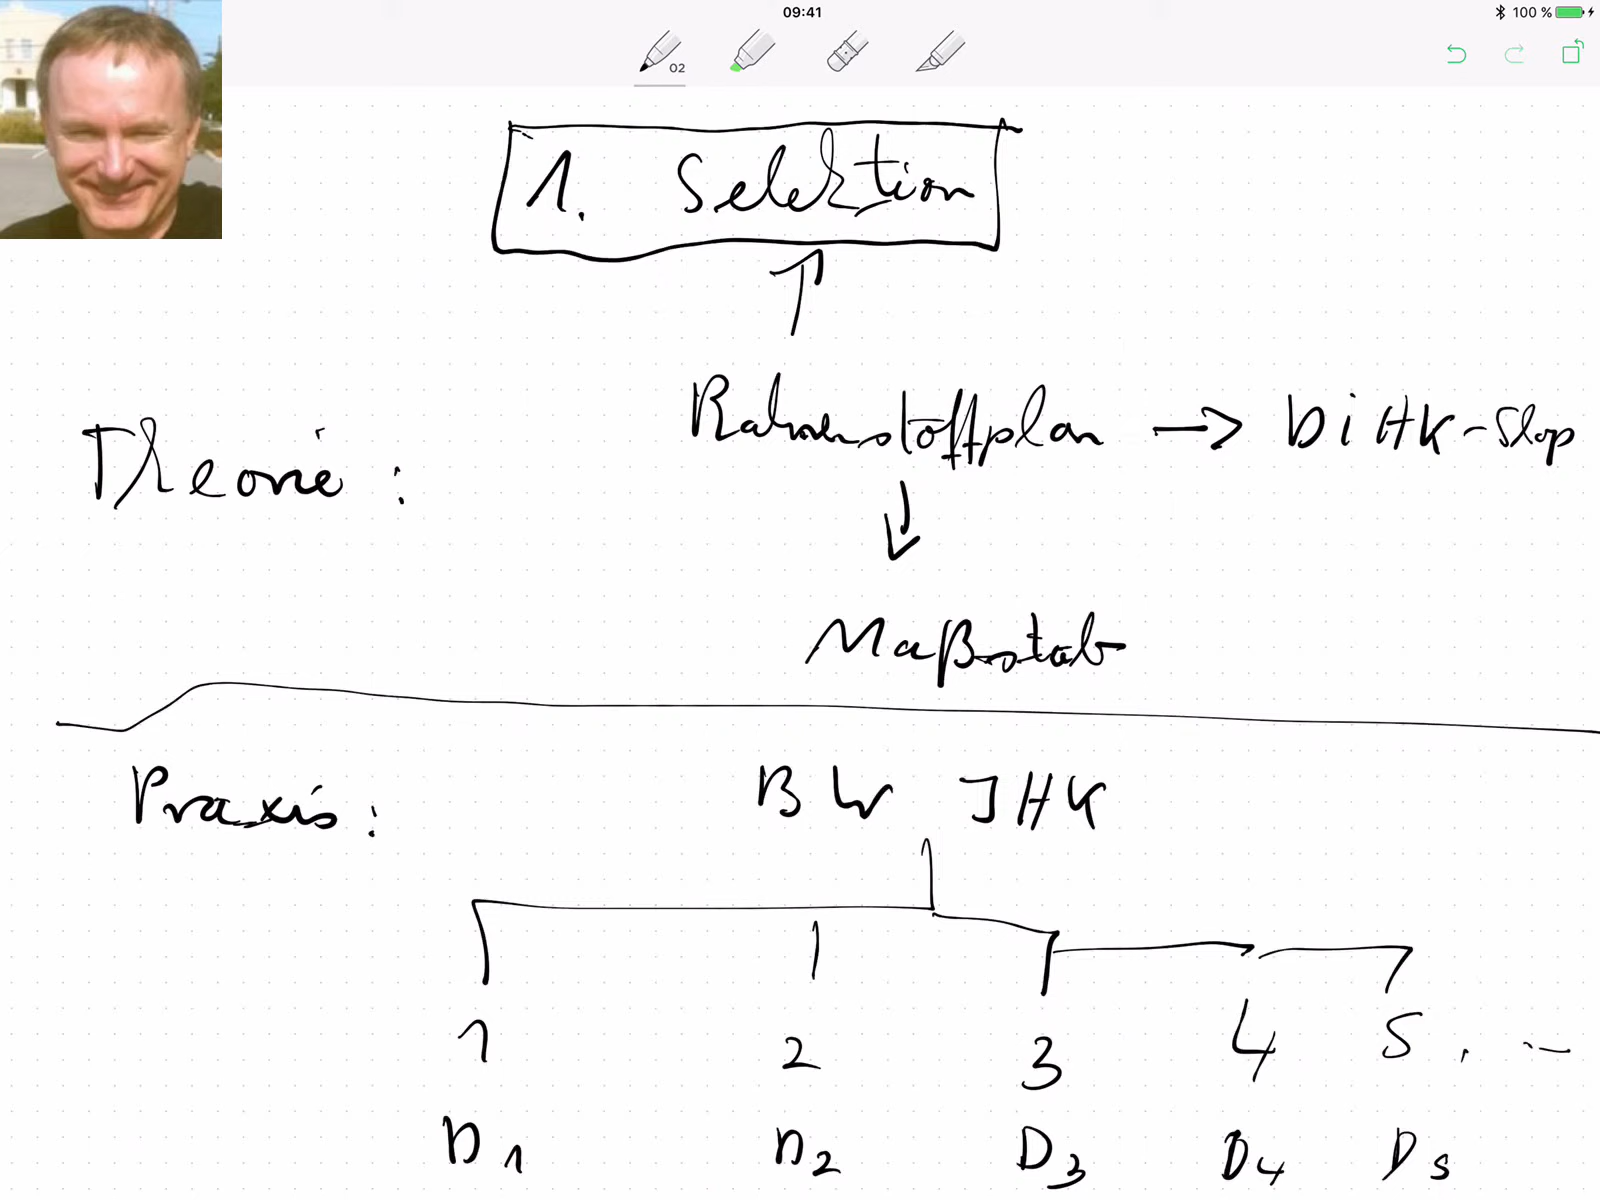 09:41
100 %
02
1. Selektion
Rahmenstoffplan → DiHK-Shop
Theorie:
Maßstab
Praxis: BW IHK
1 2 3 4 5 . ..
D1 D2 D3 D4 D5